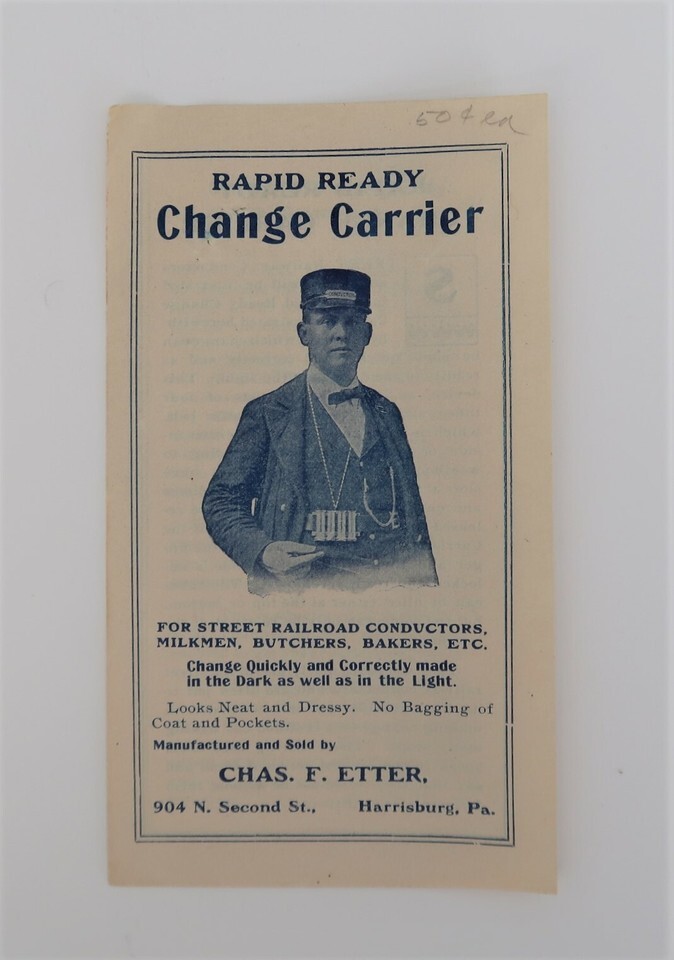 50¢ ea
RAPID READY
Change Carrier
CONDUCTOR
FOR STREET RAILROAD CONDUCTORS,
MILKMEN, BUTCHERS, BAKERS, ETC.
Change Quickly and Correctly made
in the Dark as well as in the Light.
Looks Neat and Dressy. No Bagging of
Coat and Pockets.
Manufactured and Sold by
CHAS. F. ETTER,
904 N. Second St., Harrisburg, Pa.